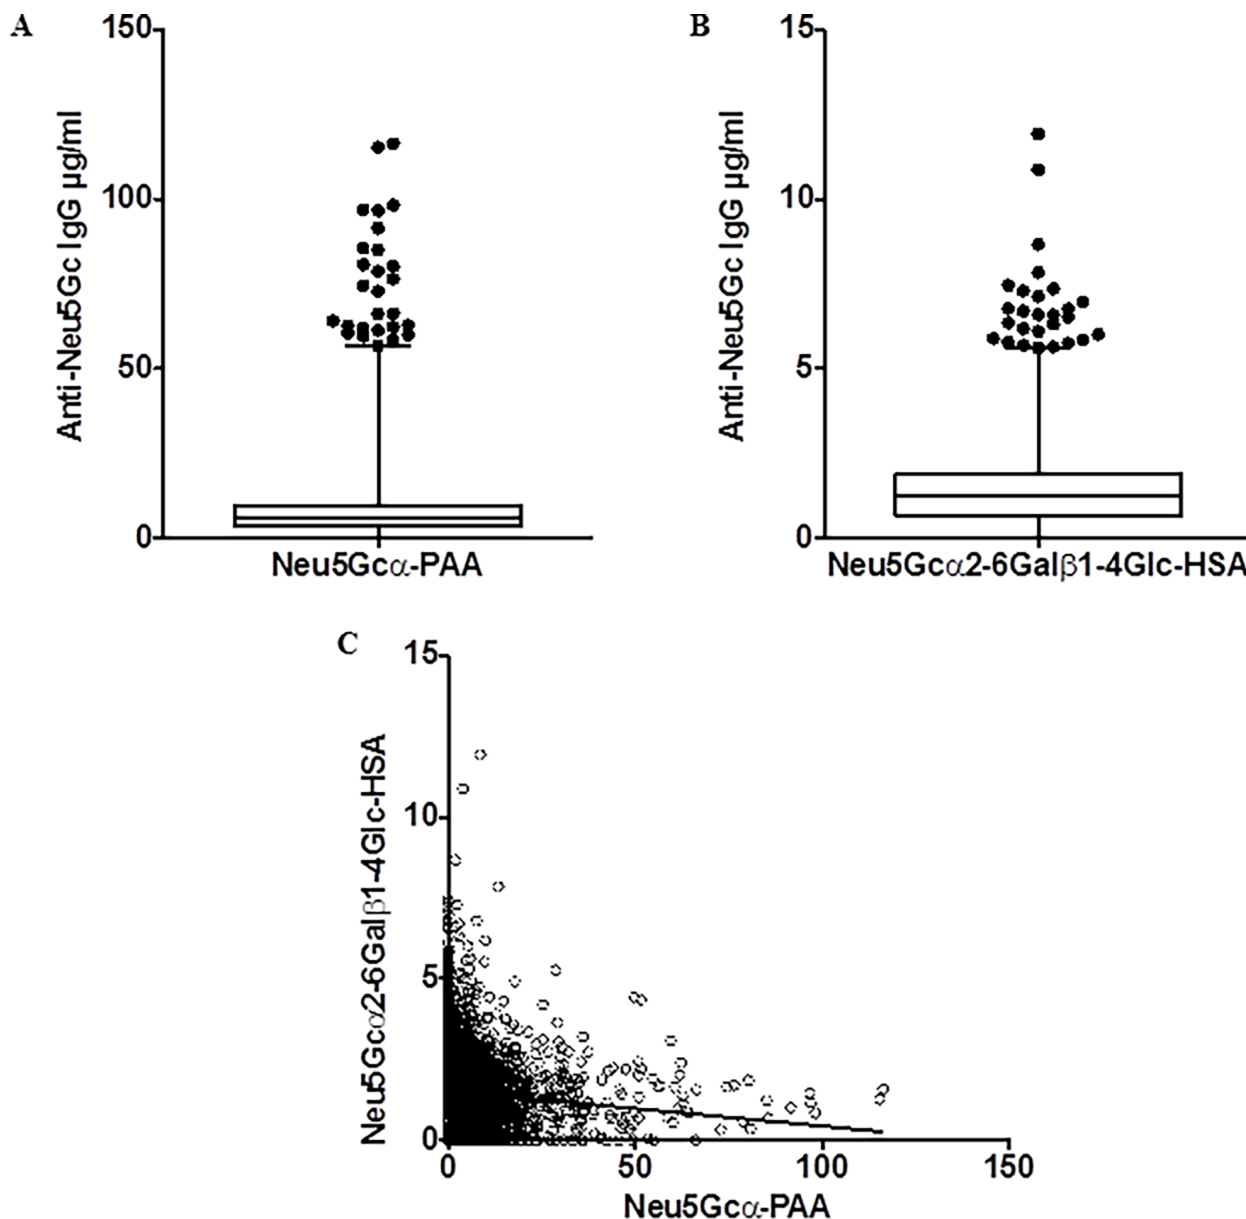 A
150
100
50
0
Anti-Neu5Gc IgG µg/ml
Neu5Gcα-PAA
B
15
10
5
0
Anti-Neu5Gc IgG µg/ml
Neu5Gcα2-6Galβ1-4Glc-HSA
C
15
10
5
0
Neu5Gcα2-6Galβ1-4Glc-HSA
0 50 100 150
Neu5Gcα-PAA